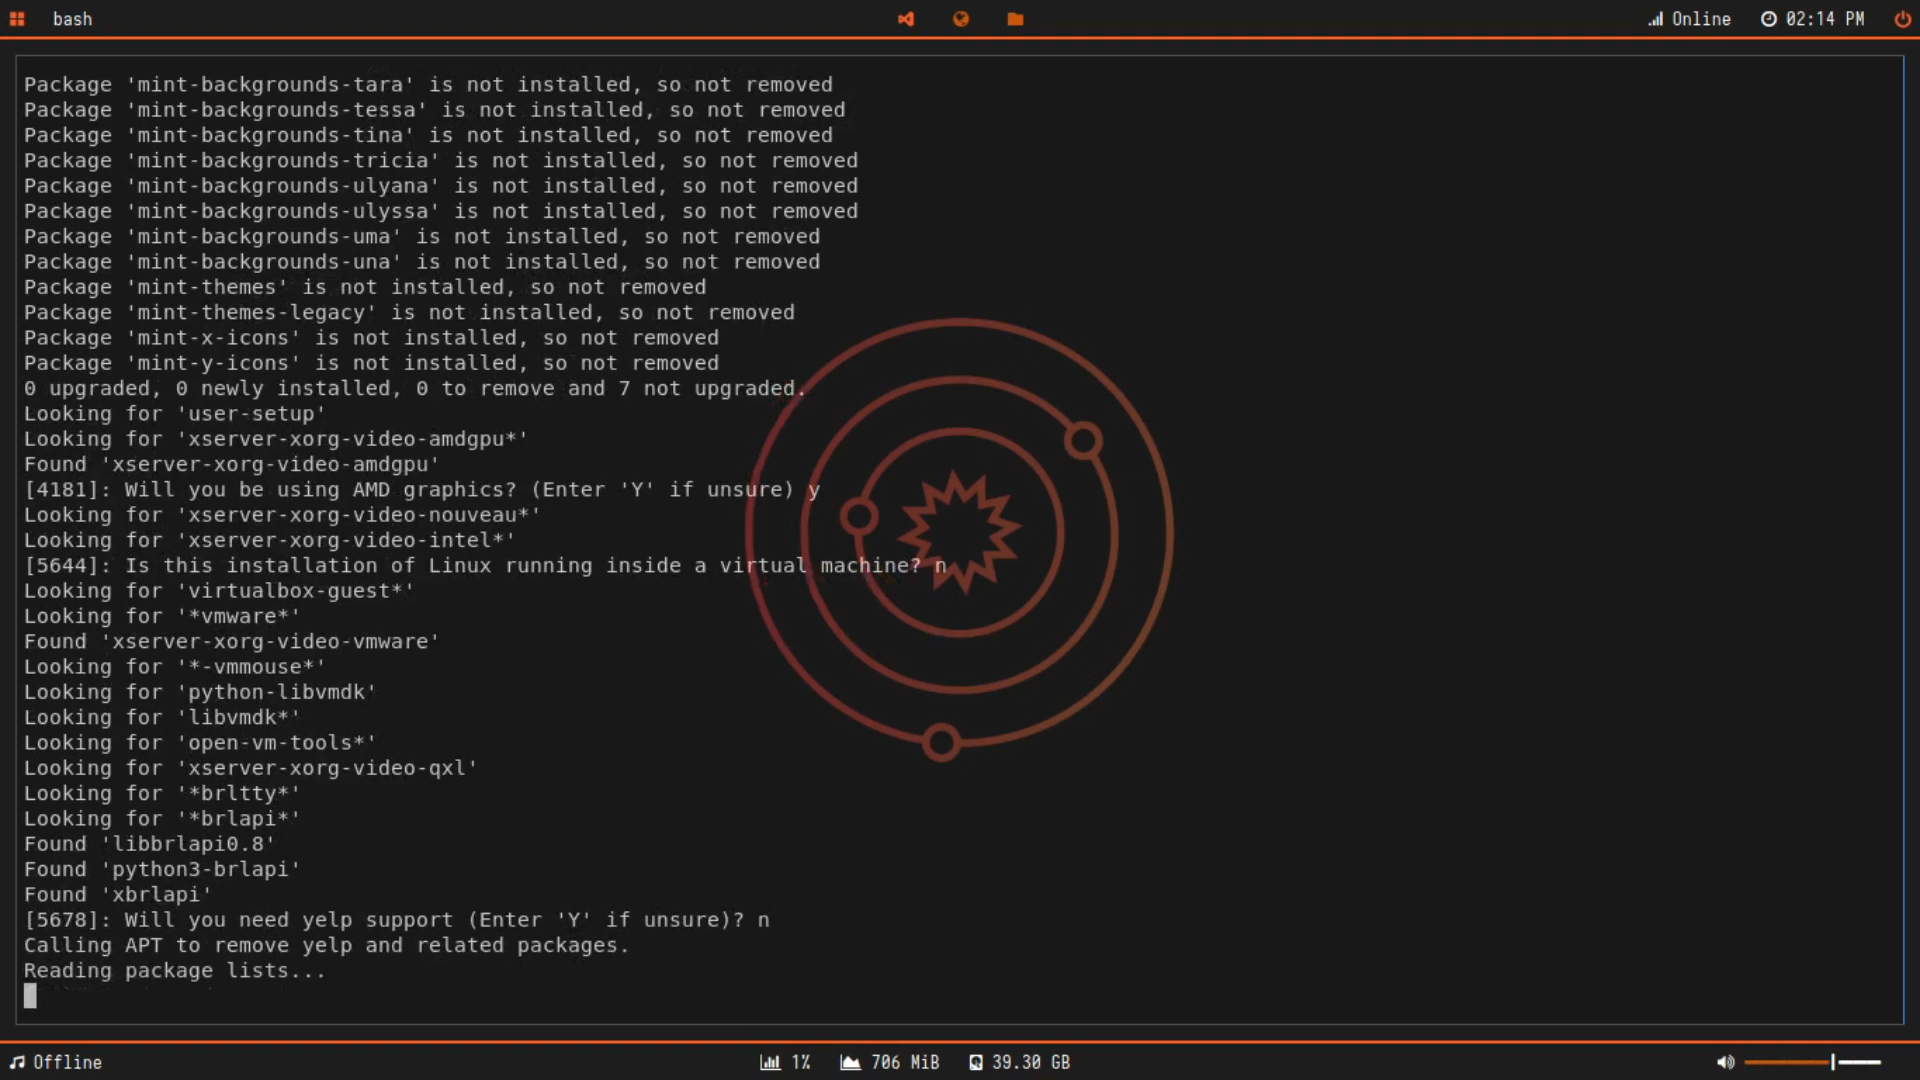 bash
Online 02:14 PM
Package 'mint-backgrounds-tara' is not installed, so not removed
Package 'mint-backgrounds-tessa' is not installed, so not removed
Package 'mint-backgrounds-tina' is not installed, so not removed
Package 'mint-backgrounds-tricia' is not installed, so not removed
Package 'mint-backgrounds-ulyana' is not installed, so not removed
Package 'mint-backgrounds-ulyssa' is not installed, so not removed
Package 'mint-backgrounds-uma' is not installed, so not removed
Package 'mint-backgrounds-una' is not installed, so not removed
Package 'mint-themes' is not installed, so not removed
Package 'mint-themes-legacy' is not installed, so not removed
Package 'mint-x-icons' is not installed, so not removed
Package 'mint-y-icons' is not installed, so not removed
0 upgraded, 0 newly installed, 0 to remove and 7 not upgraded.
Looking for 'user-setup'
Looking for 'xserver-xorg-video-amdgpu*'
Found 'xserver-xorg-video-amdgpu'
[4181]: Will you be using AMD graphics? (Enter 'Y' if unsure) y
Looking for 'xserver-xorg-video-nouveau*'
Looking for 'xserver-xorg-video-intel*'
[5644]: Is this installation of Linux running inside a virtual machine? n
Looking for 'virtualbox-guest*'
Looking for '*vmware*'
Found 'xserver-xorg-video-vmware'
Looking for '*-vmmouse*'
Looking for 'python-libvmdk'
Looking for 'libvmdk*'
Looking for 'open-vm-tools*'
Looking for 'xserver-xorg-video-qxl'
Looking for '*brltty*'
Looking for '*brlapi*'
Found 'libbrlapi0.8'
Found 'python3-brlapi'
Found 'xbrlapi'
[5678]: Will you need yelp support (Enter 'Y' if unsure)? n
Calling APT to remove yelp and related packages.
Reading package lists...
Offline
1% 706 MiB 39.30 GB